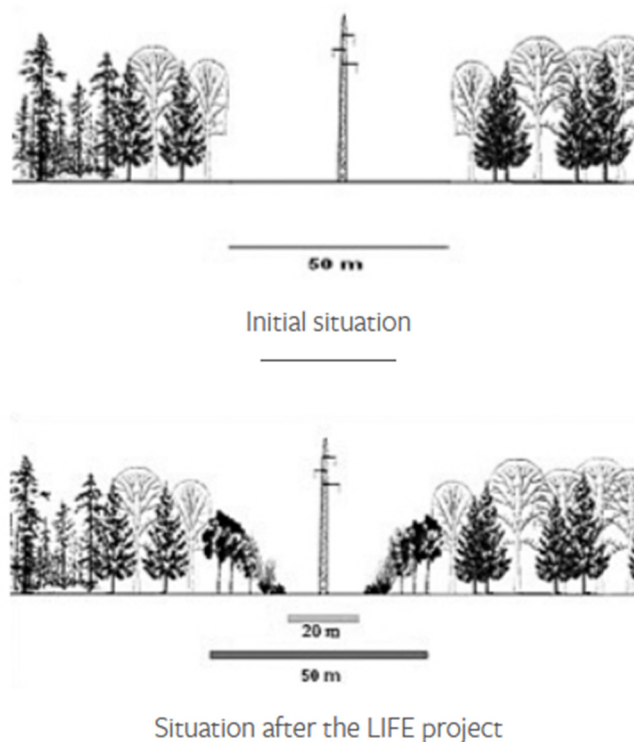 50 m
Initial situation
20 m
50 m
Situation after the LIFE project